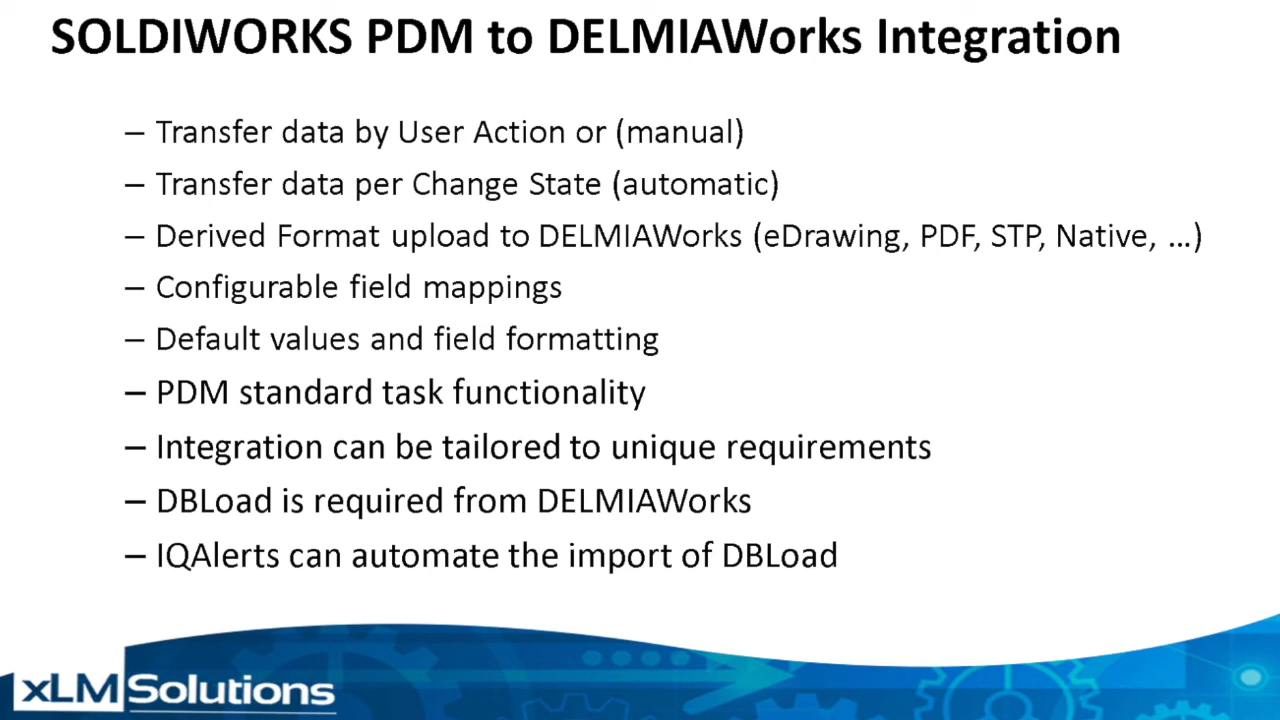 SOLDIWORKS PDM to DELMIAWorks Integration
– Transfer data by User Action or (manual)
– Transfer data per Change State (automatic)
– Derived Format upload to DELMIAWorks (eDrawing, PDF, STP, Native, ...)
– Configurable field mappings
– Default values and field formatting
– PDM standard task functionality
– Integration can be tailored to unique requirements
– DBLoad is required from DELMIAWorks
– IQAlerts can automate the import of DBLoad
xLMSolutions